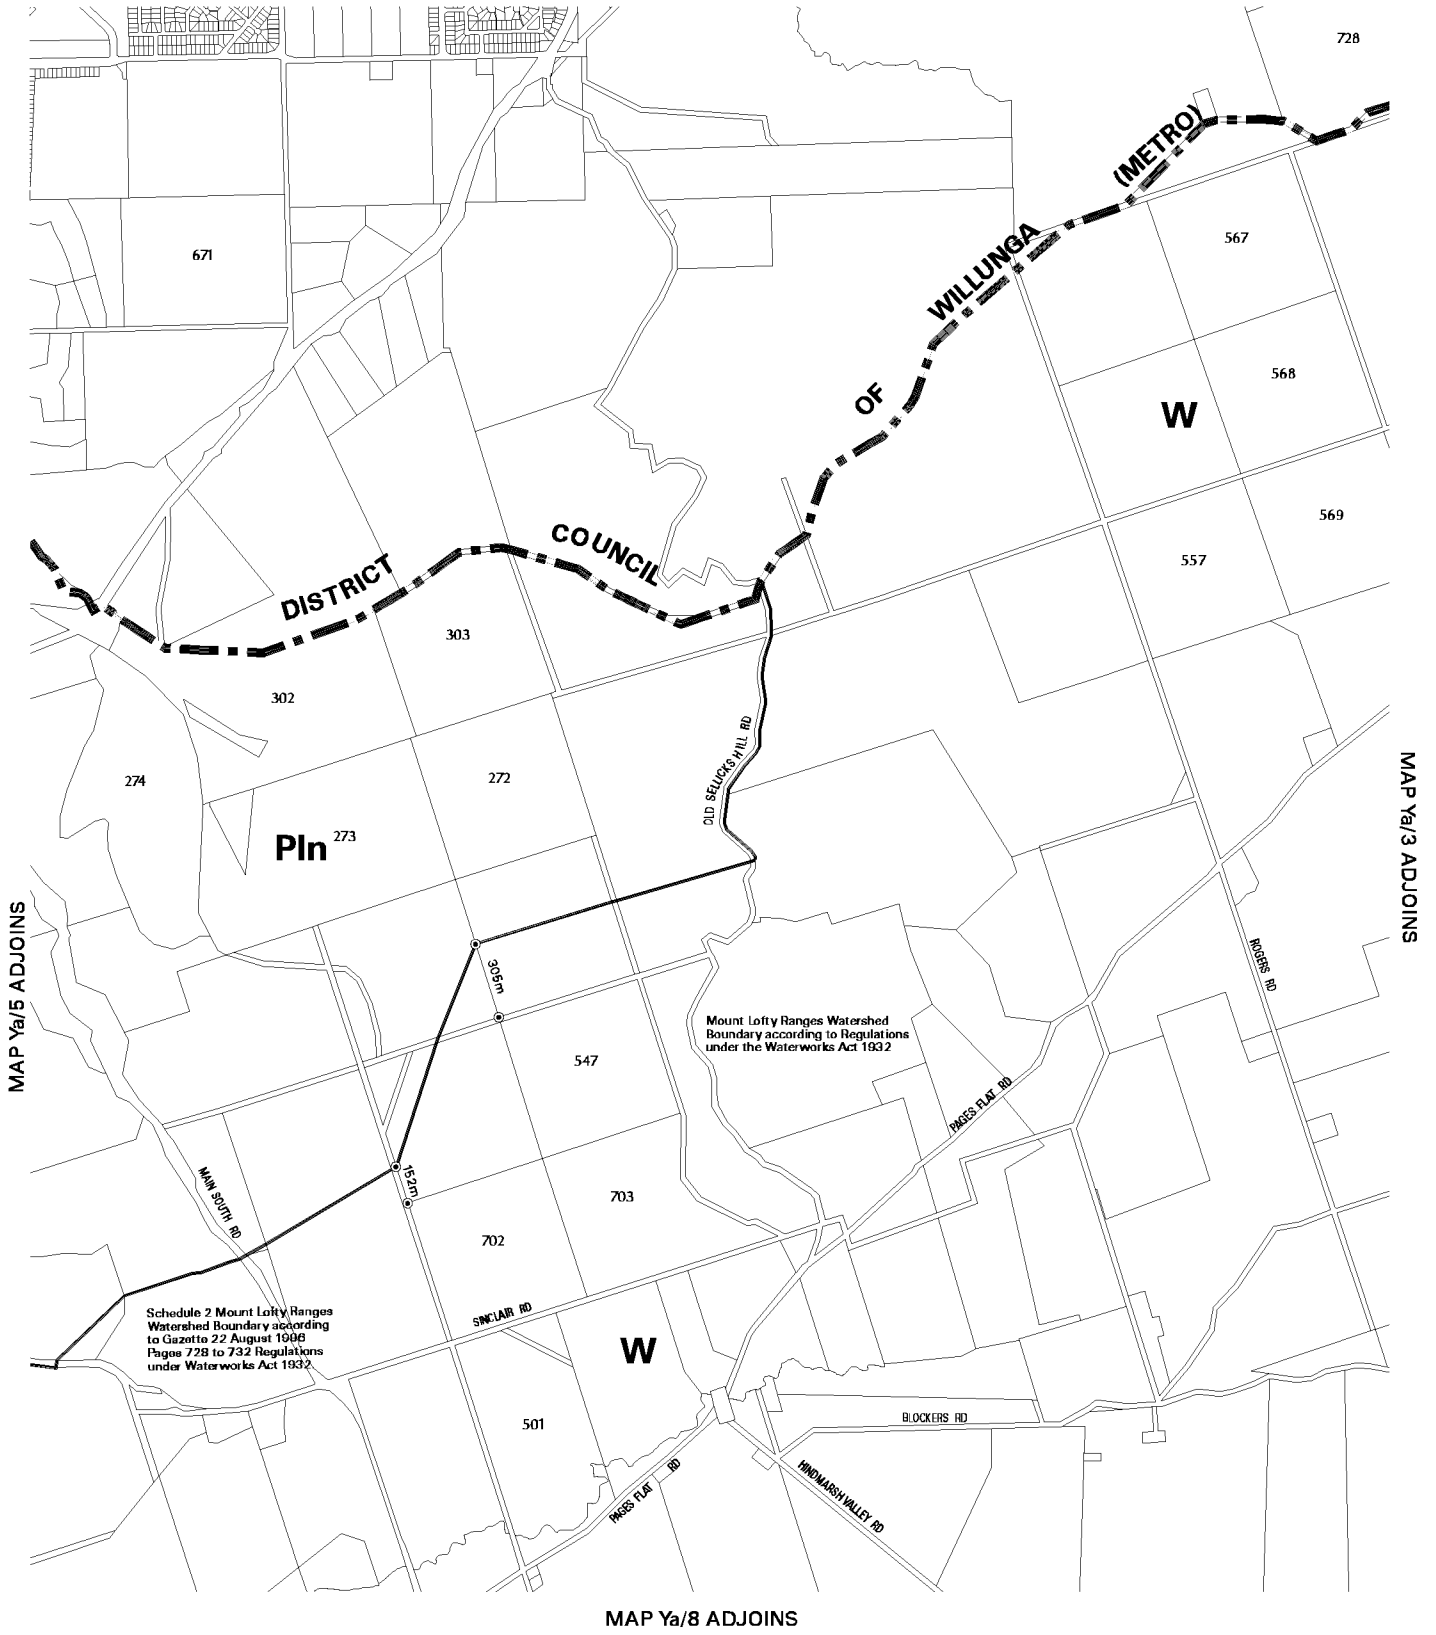 728
(METRO)
567
WILLUNGA
671
568
OF
W
569
COUNCIL
557
DISTRICT
303
302
OLD SELLICKS HILL RD
274
272
MAP Ya/3 ADJOINS
Pln 273
MAP Ya/5 ADJOINS
ROGERS RD
305m
Mount Lofty Ranges Watershed
Boundary according to Regulations
under the Waterworks Act 1932
547
PAGES FLAT RD
152m
MAIN SOUTH RD
703
702
Schedule 2 Mount Lofty Ranges
Watershed Boundary according
to Gazette 22 August 1996
Pages 728 to 732 Regulations
under Waterworks Act 1932
SINCLAIR RD
W
501
BLOCKERS RD
PAGES FLAT RD
HINDMARSH VALLEY RD
MAP Ya/8 ADJOINS